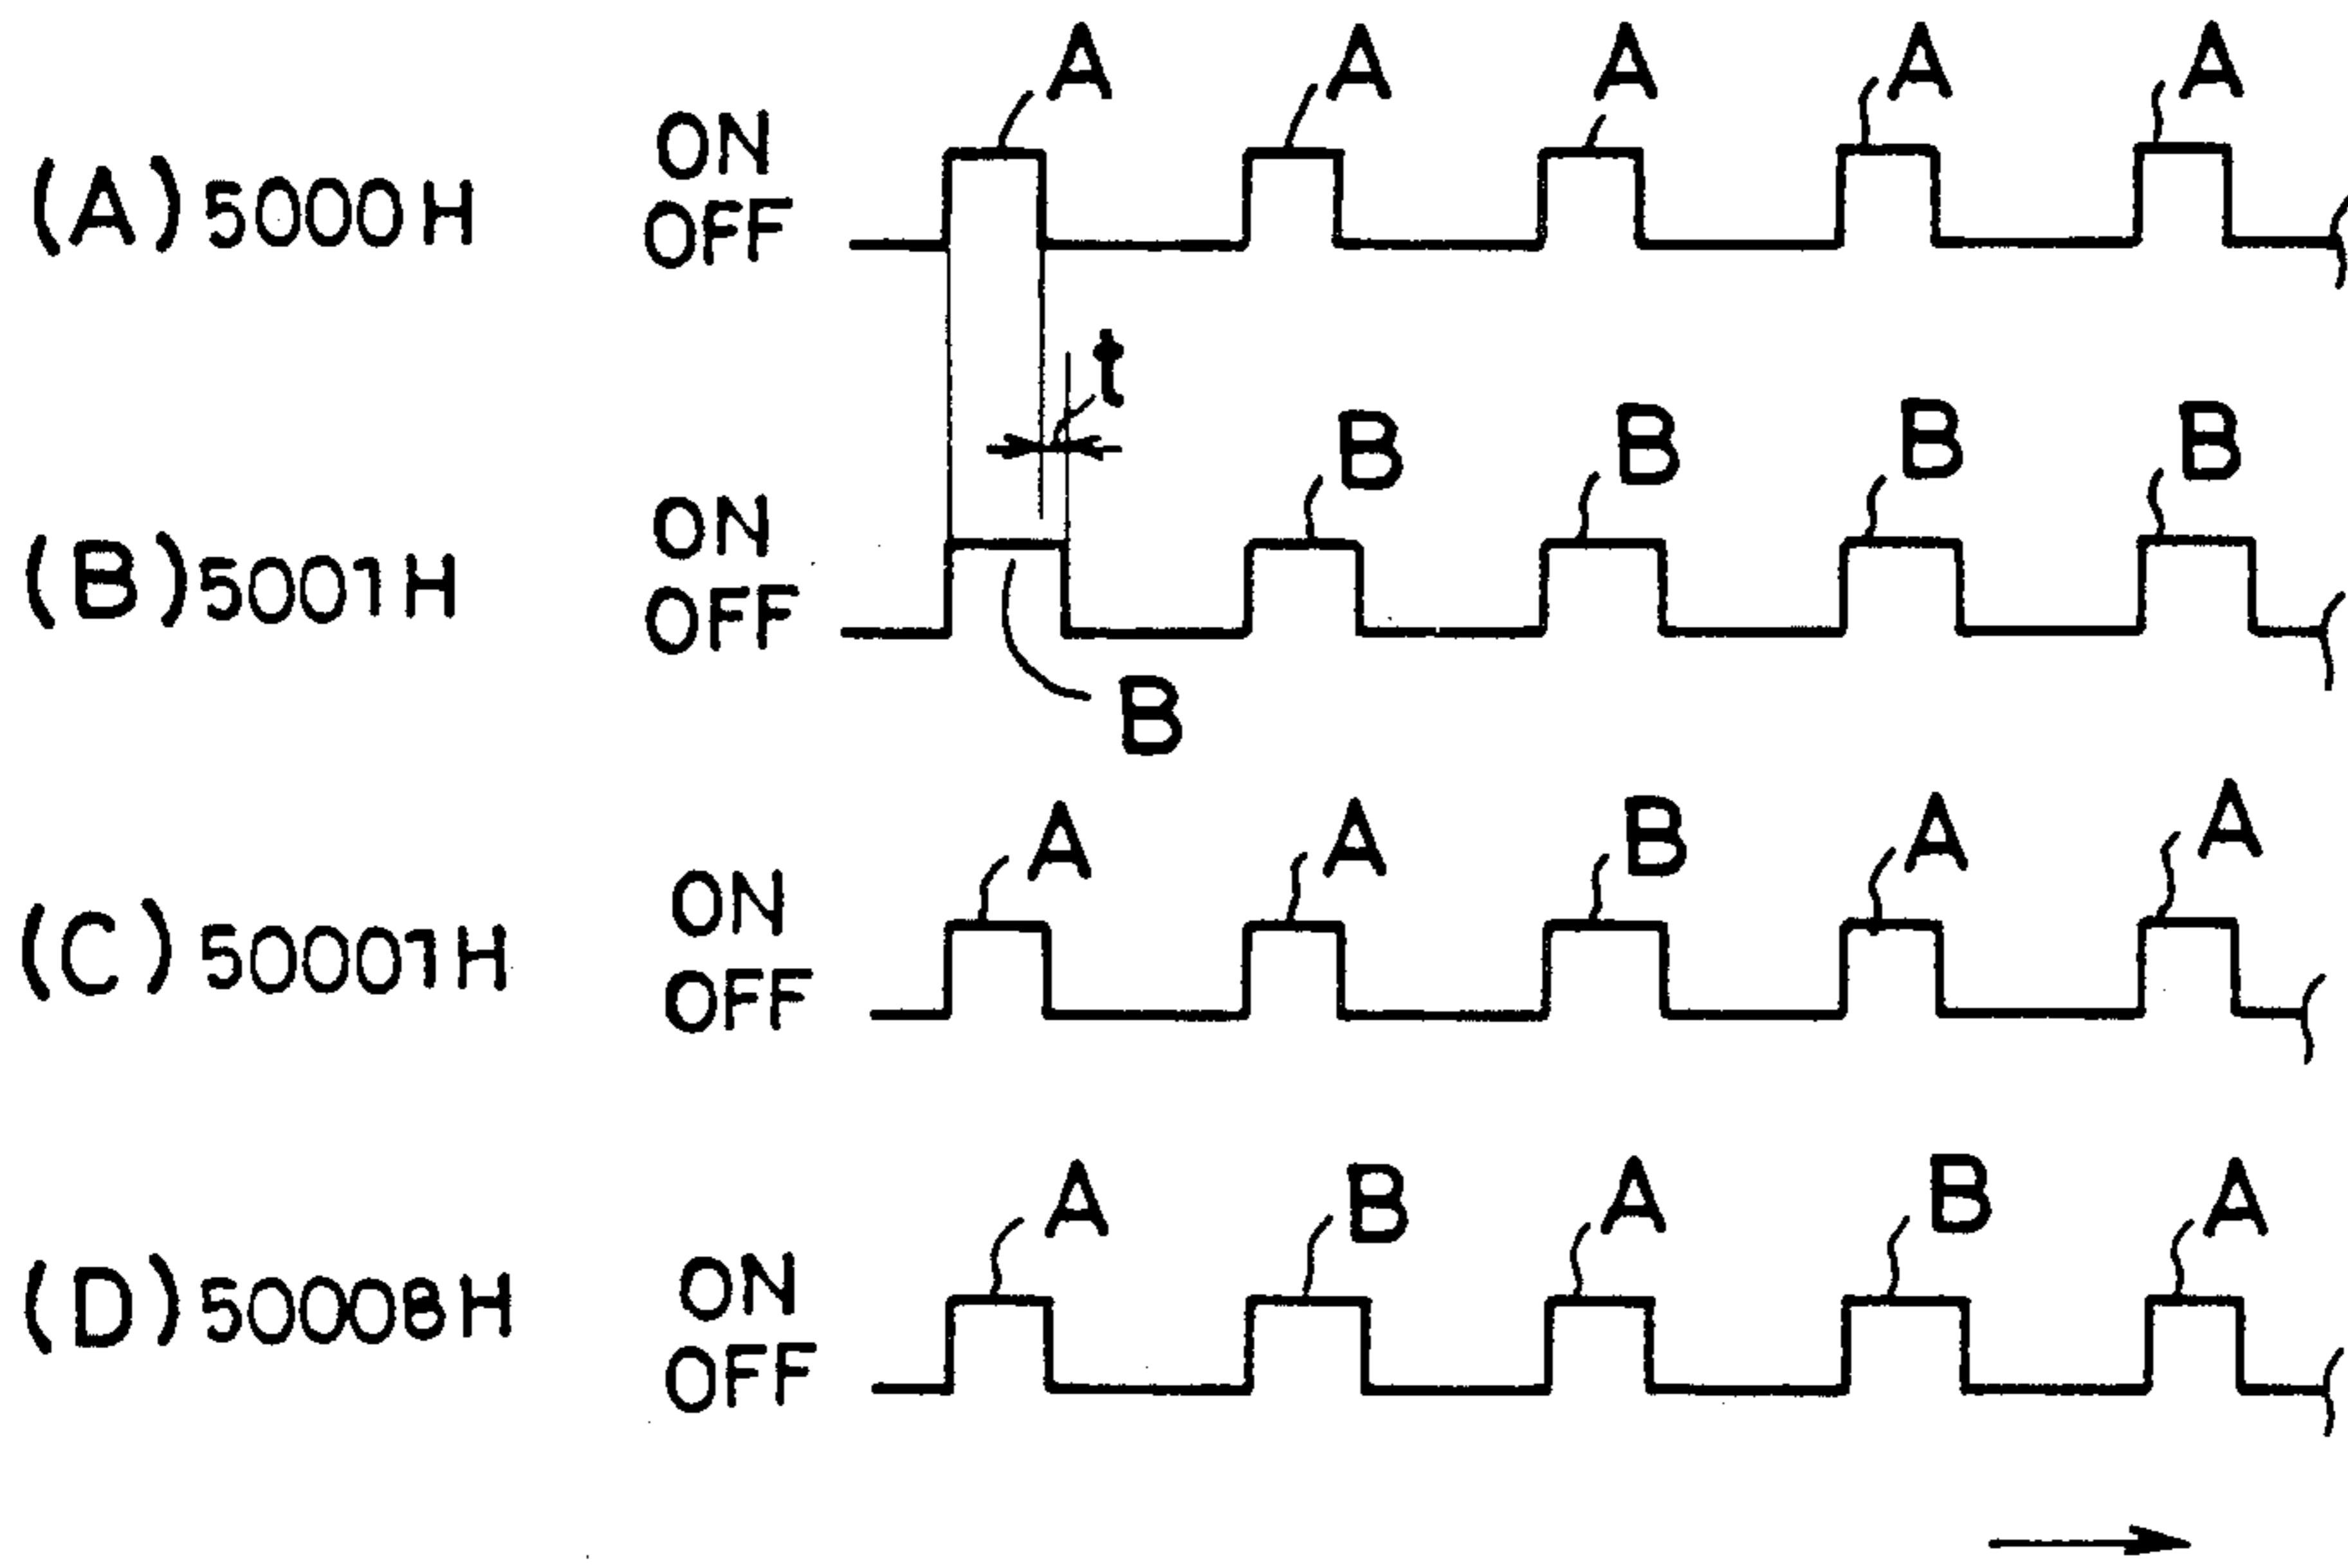 A A A A A
ON
(A) 5000H
OFF
t
B B B B
ON
(B) 5001H
OFF
B
A A B A A
ON
(C) 50001H
OFF
A B A B A
ON
(D) 50008H
OFF